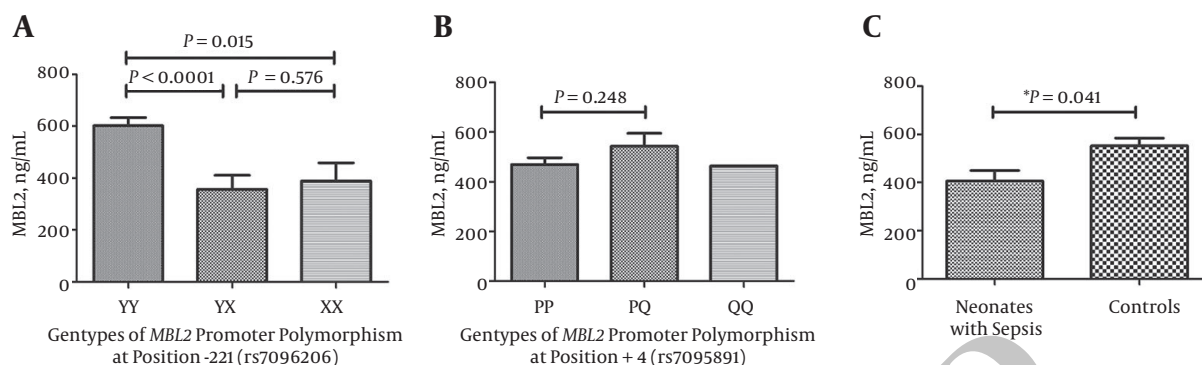 A
P = 0.015
P < 0.0001
P = 0.576
800
600
400
200
0
MBL2, ng/mL
YY
YX
XX
Gentypes of MBL2 Promoter Polymorphism
at Position -221 (rs7096206)
B
P = 0.248
800
600
400
200
0
MBL2, ng/mL
PP
PQ
QQ
Gentypes of MBL2 Promoter Polymorphism
at Position + 4 (rs7095891)
C
*P = 0.041
800
600
400
200
0
MBL2, ng/mL
Neonates
with Sepsis
Controls